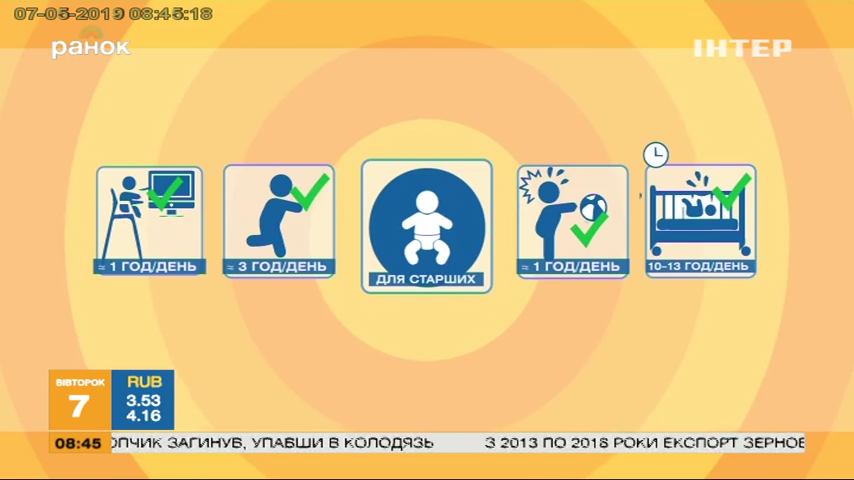 07-05-2019 08:45:18
ранок
ІНТЕР
≈ 1 ГОД/ДЕНЬ
≈ 3 ГОД/ДЕНЬ
ДЛЯ СТАРШИХ
≈ 1 ГОД/ДЕНЬ
10-13 ГОД/ДЕНЬ
ВІВТОРОК
7
RUB
3.53
4.16
08:45
ОПЧИК ЗАГИНУВ, УПАВШИ В КОЛОДЯЗЬ З 2013 ПО 2018 РОКИ ЕКСПОРТ ЗЕРНОВ